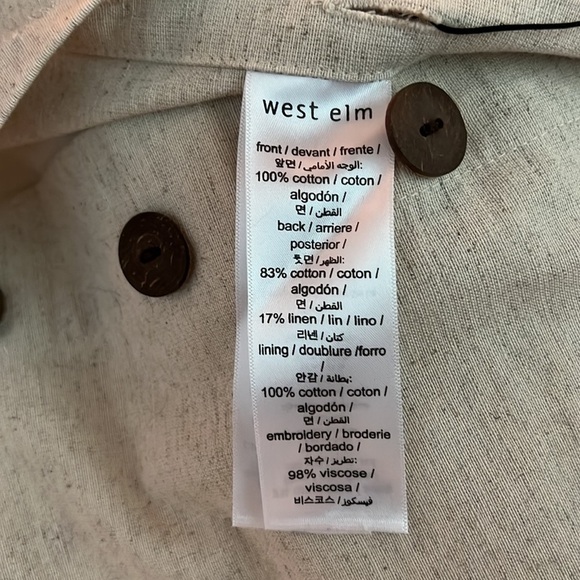 west elm
front / devant / frente /
앞면 / الوجه الأمامي:
100% cotton / coton /
algodón /
면 / القطن
back / arriere /
posterior /
뒷면 / الظهر:
83% cotton / coton /
algodón /
면 / القطن
17% linen / lin / lino /
리넨 / كتان
lining / doublure /forro
/
안감 / بطانة:
100% cotton / coton /
algodón /
면 / القطن
embroidery / broderie
/ bordado /
자수 / تطريز:
98% viscose /
viscosa /
비스코스 / فيسكوز